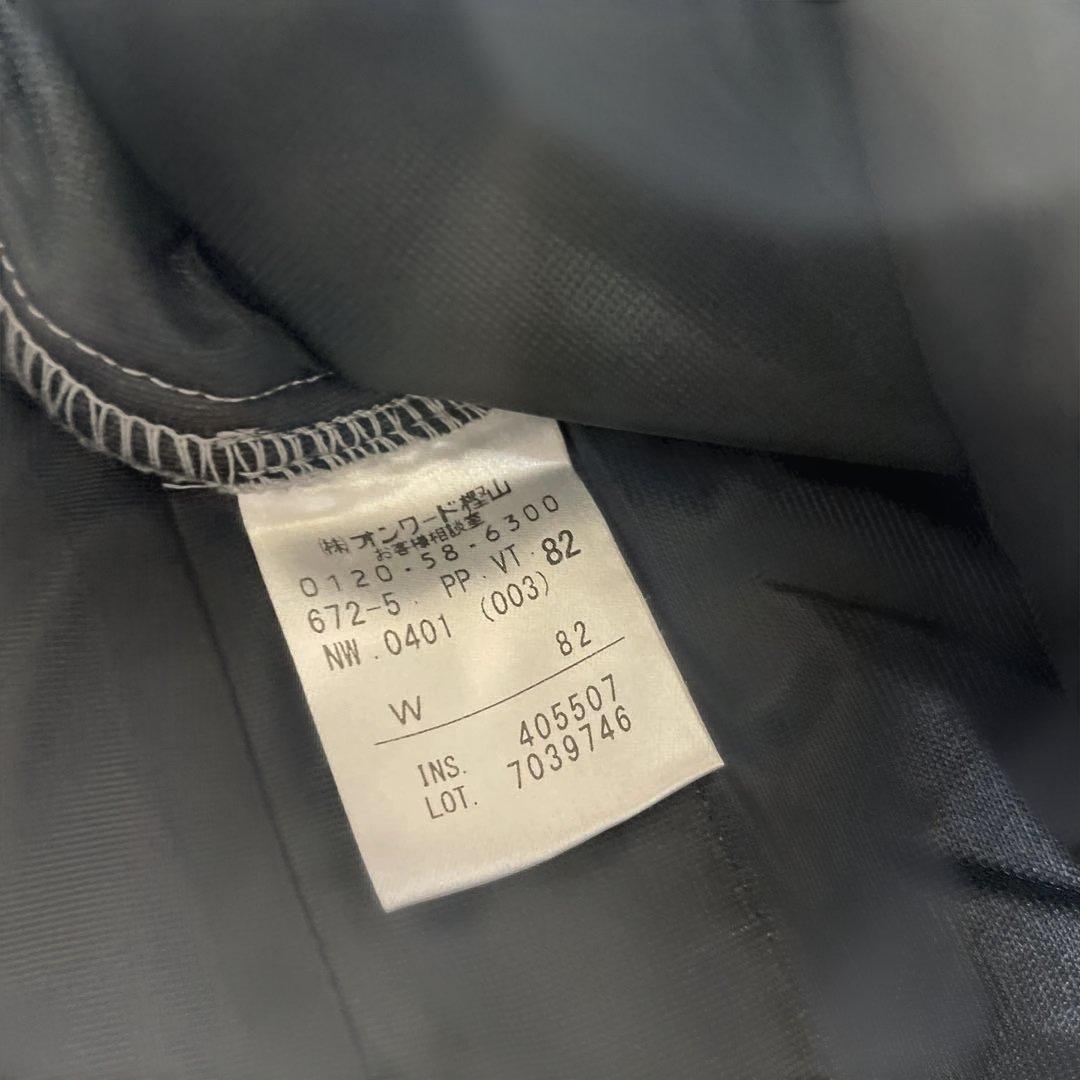 (株)オンワード樫山
お客様相談室
0120-58-6300
672-5. PP.VT.82
NW.0401 (003)
W 82
INS. 405507
LOT. 7039746